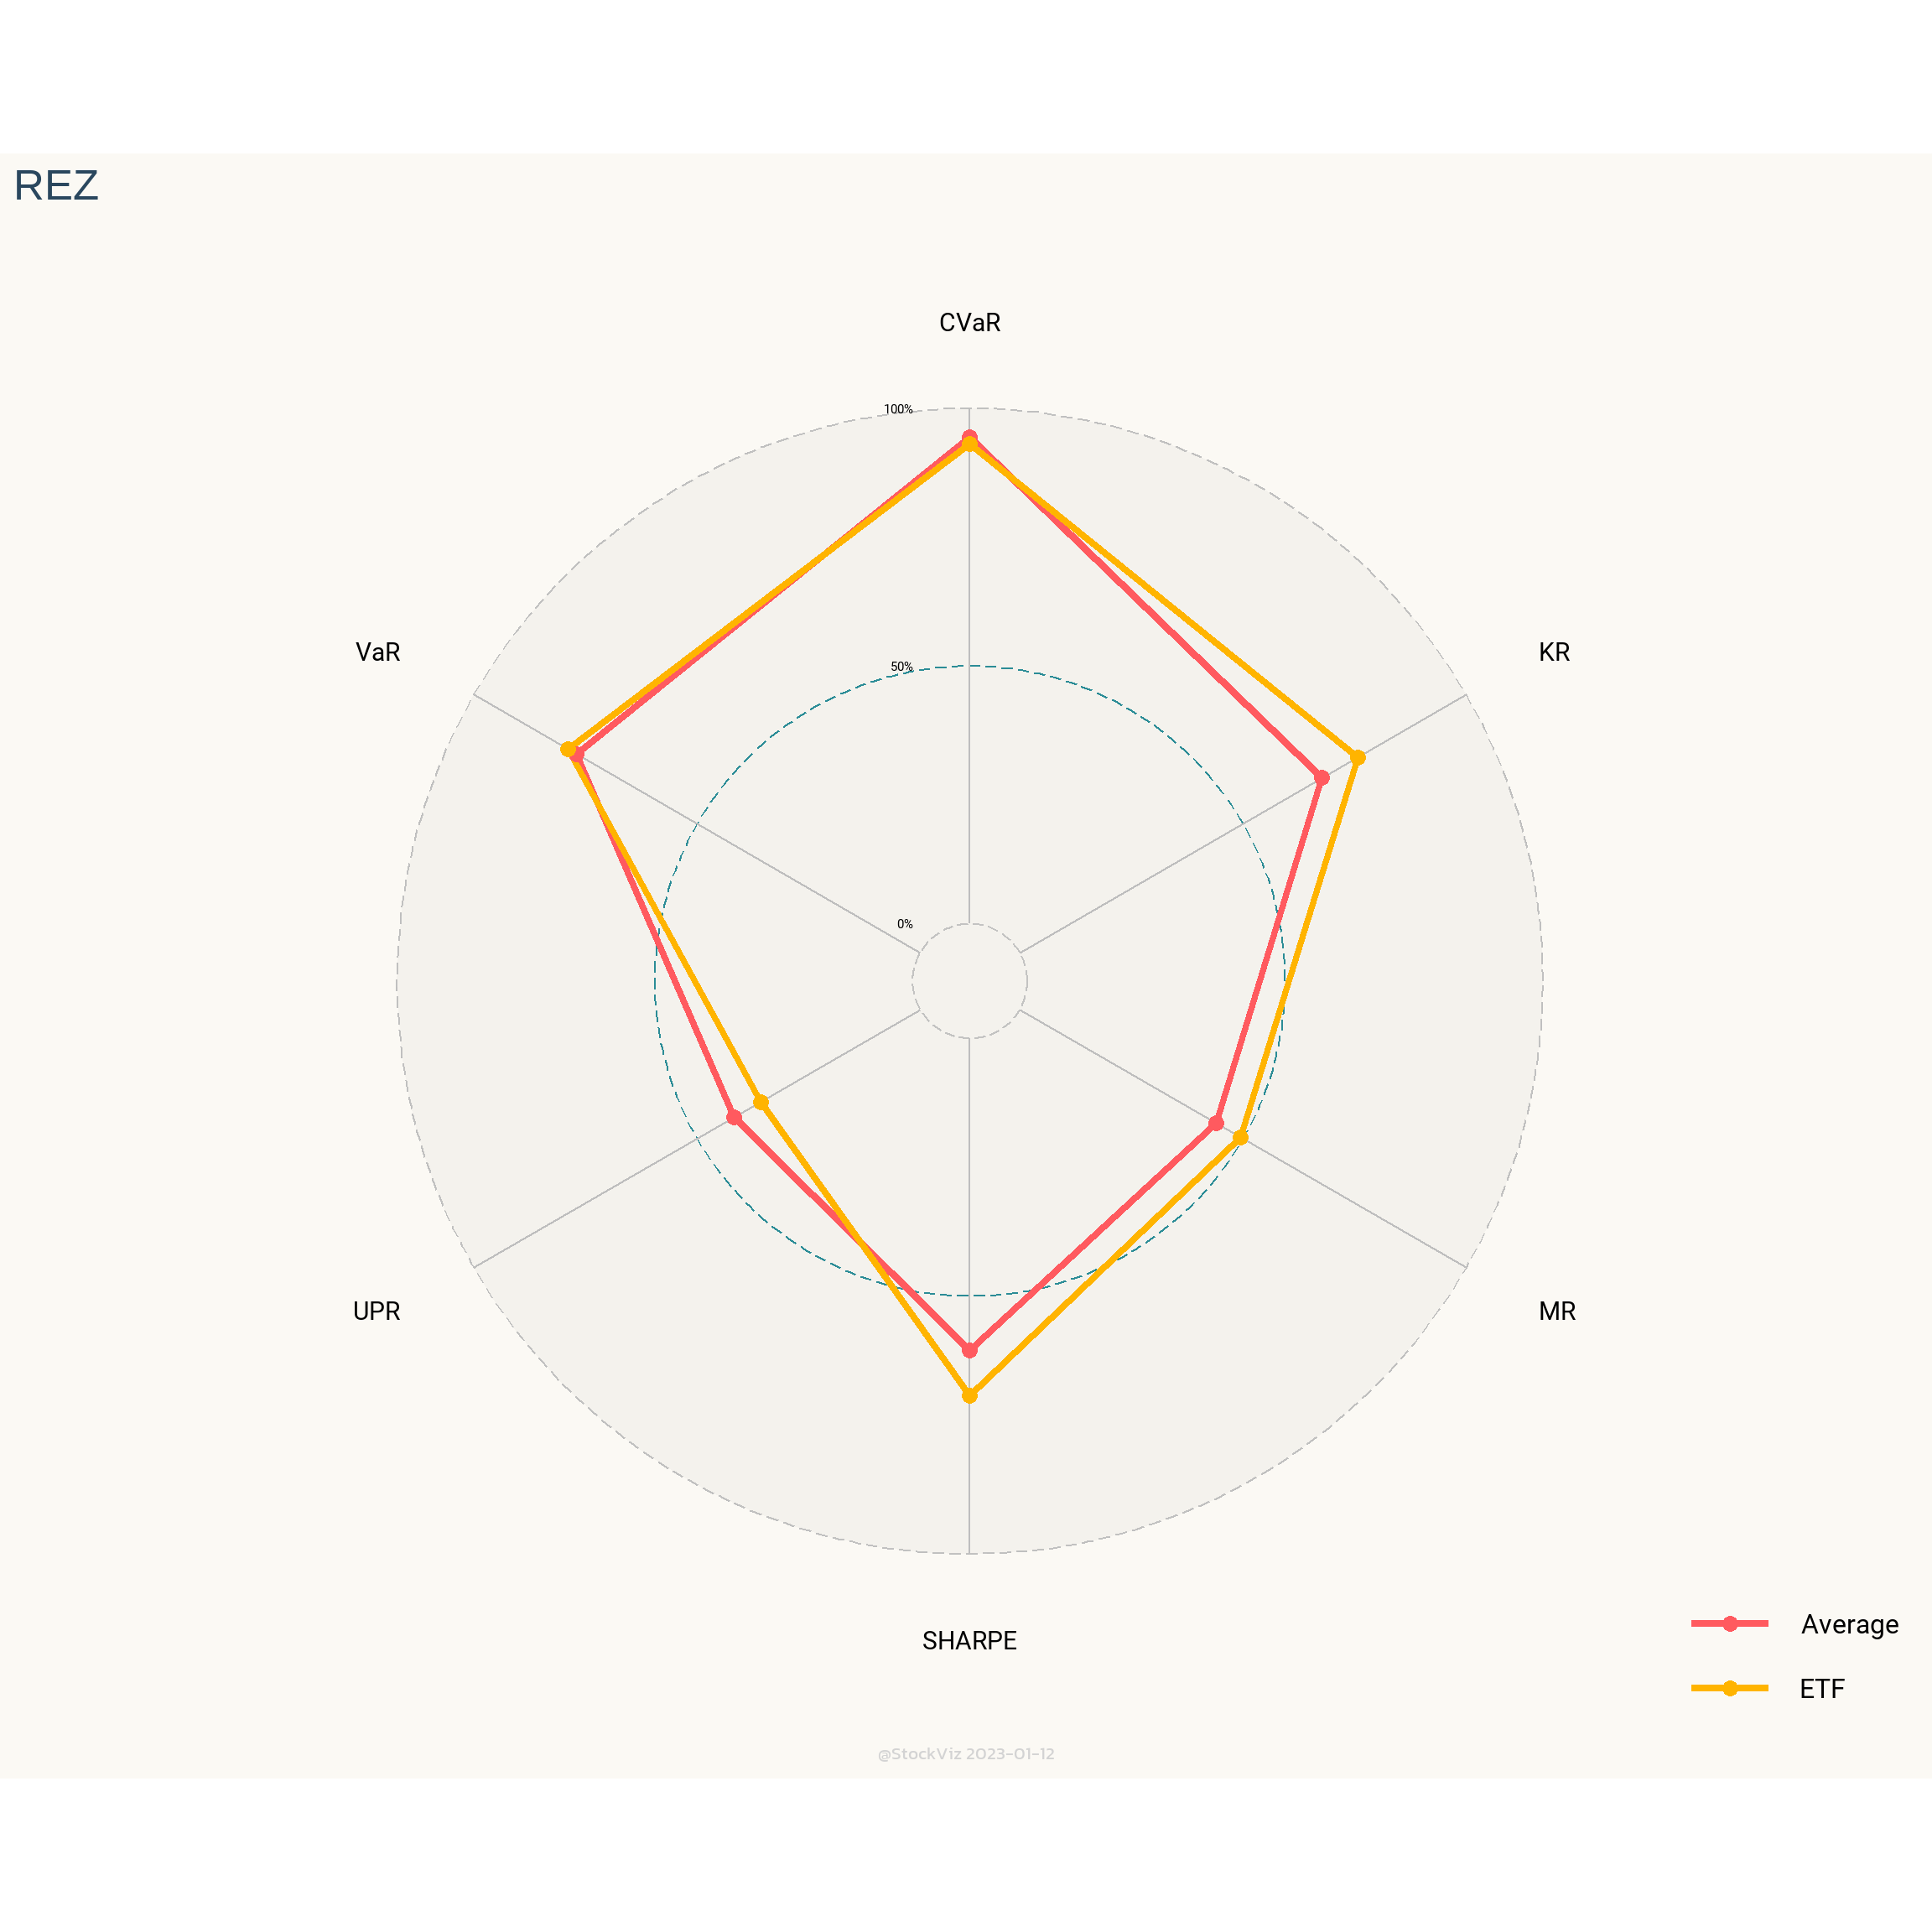 REZ
CVaR
100%
VaR
KR
50%
0%
UPR
MR
SHARPE
Average
ETF
@StockViz 2023-01-12